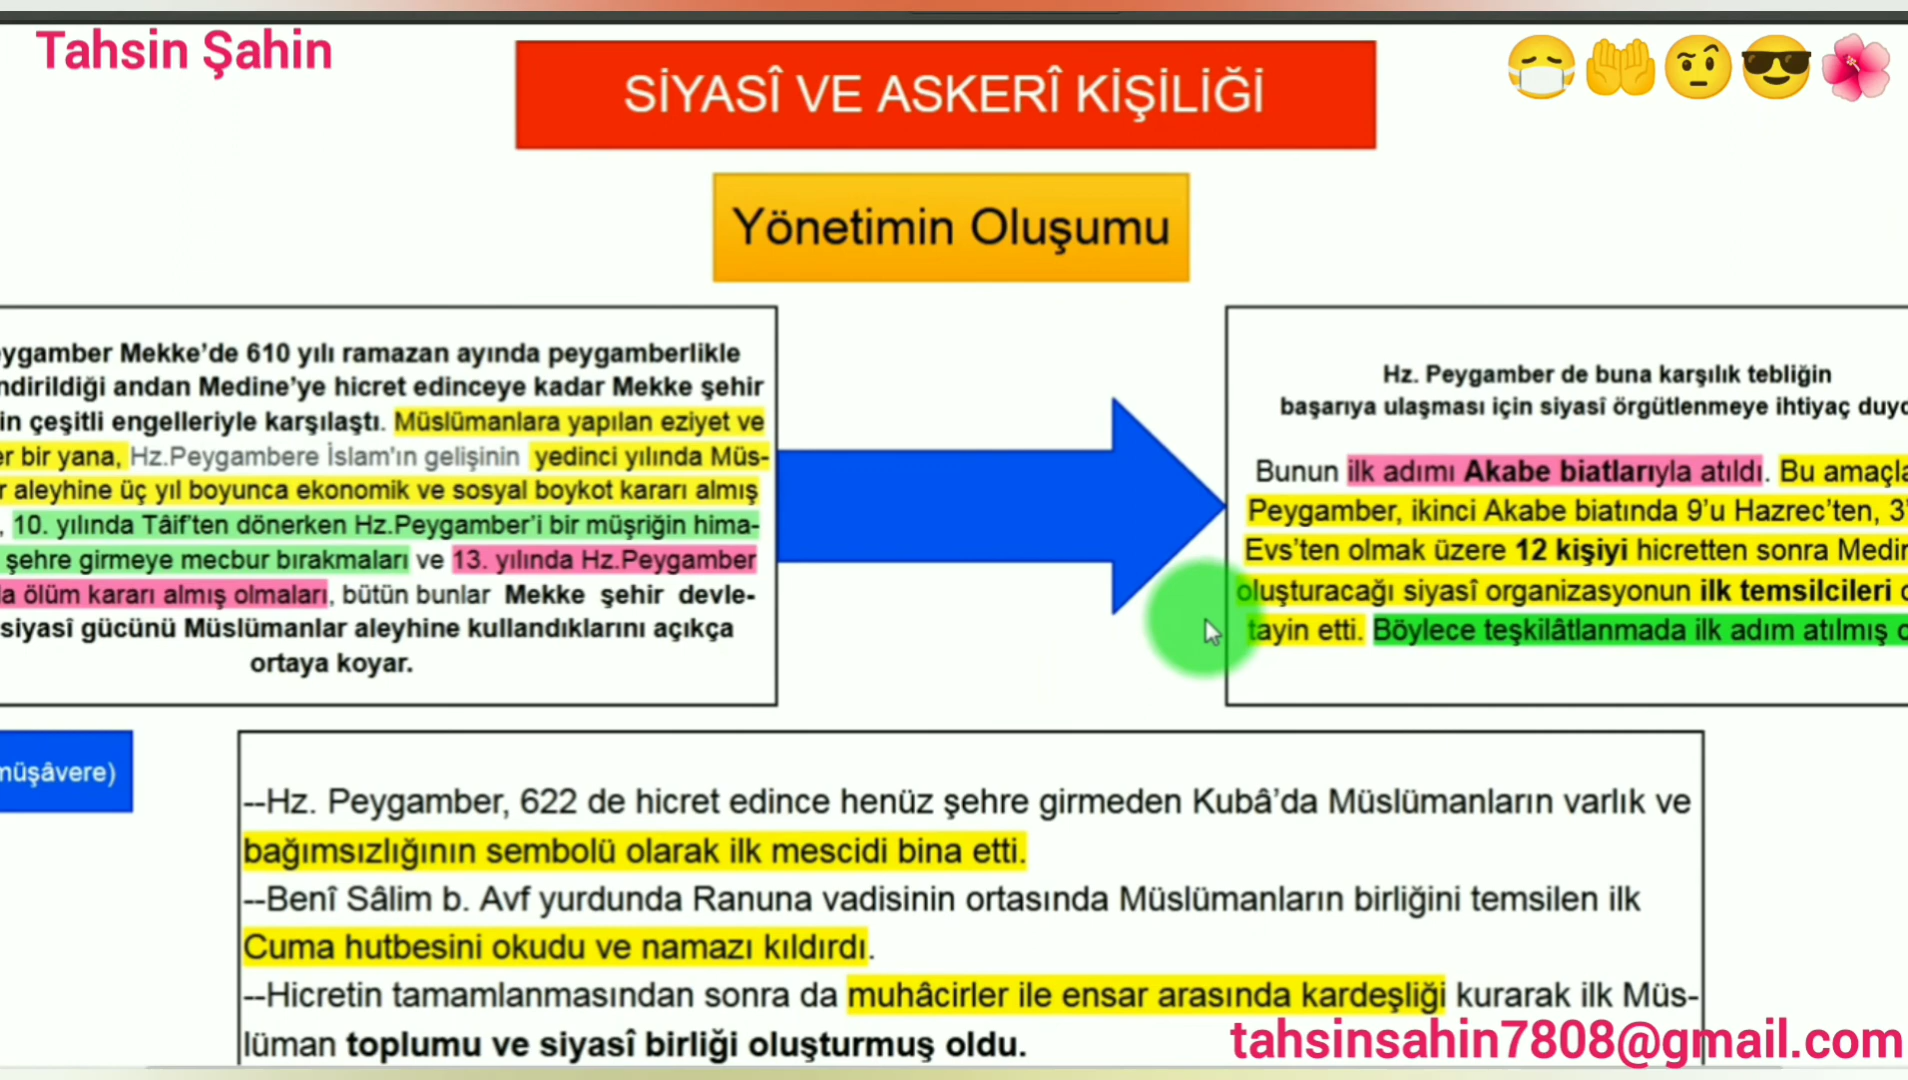 Tahsin Şahin
SİYASÎ VE ASKERÎ KİŞİLİĞİ
Yönetimin Oluşumu
ygamber Mekke'de 610 yılı ramazan ayında peygamberlikle
ndirildiği andan Medine'ye hicret edinceye kadar Mekke şehir
in çeşitli engelleriyle karşılaştı. Müslümanlara yapılan eziyet ve
er bir yana, Hz.Peygambere İslam'ın gelişinin yedinci yılında Müs-
r aleyhine üç yıl boyunca ekonomik ve sosyal boykot kararı almış
, 10. yılında Tâif'ten dönerken Hz.Peygamber'i bir müşriğin hima-
şehre girmeye mecbur bırakmaları ve 13. yılında Hz.Peygamber
da ölüm kararı almış olmaları, bütün bunlar Mekke şehir devle-
siyasî gücünü Müslümanlar aleyhine kullandıklarını açıkça
ortaya koyar.
Hz. Peygamber de buna karşılık tebliğin
başarıya ulaşması için siyasî örgütlenmeye ihtiyaç duyd
Bunun ilk adımı Akabe biatlarıyla atıldı. Bu amaçla
Peygamber, ikinci Akabe biatında 9'u Hazrec'ten, 3'
Evs'ten olmak üzere 12 kişiyi hicretten sonra Medin
oluşturacağı siyasî organizasyonun ilk temsilcileri o
tayin etti. Böylece teşkilâtlanmada ilk adım atılmış o
müşâvere)
--Hz. Peygamber, 622 de hicret edince henüz şehre girmeden Kubâ'da Müslümanların varlık ve
bağımsızlığının sembolü olarak ilk mescidi bina etti.
--Benî Sâlim b. Avf yurdunda Ranuna vadisinin ortasında Müslümanların birliğini temsilen ilk
Cuma hutbesini okudu ve namazı kıldırdı.
--Hicretin tamamlanmasından sonra da muhâcirler ile ensar arasında kardeşliği kurarak ilk Müs-
lüman toplumu ve siyasî birliği oluşturmuş oldu.
tahsinsahin7808@gmail.com